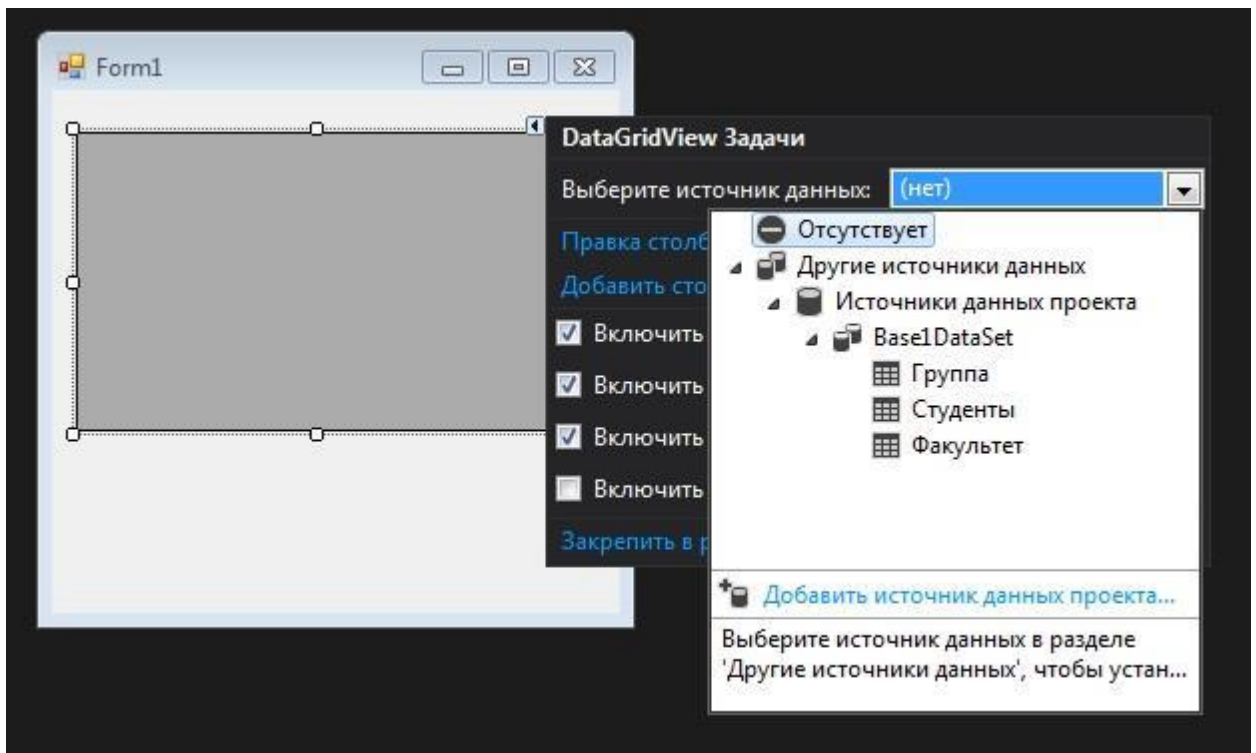 Form1
DataGridView Задачи
Выберите источник данных: (нет)
Правка столб
Добавить сто
Включить
Включить
Включить
Включить
Закрепить в р
Отсутствует
Другие источники данных
Источники данных проекта
Base1DataSet
Группа
Студенты
Факультет
Добавить источник данных проекта...
Выберите источник данных в разделе
'Другие источники данных', чтобы устан...